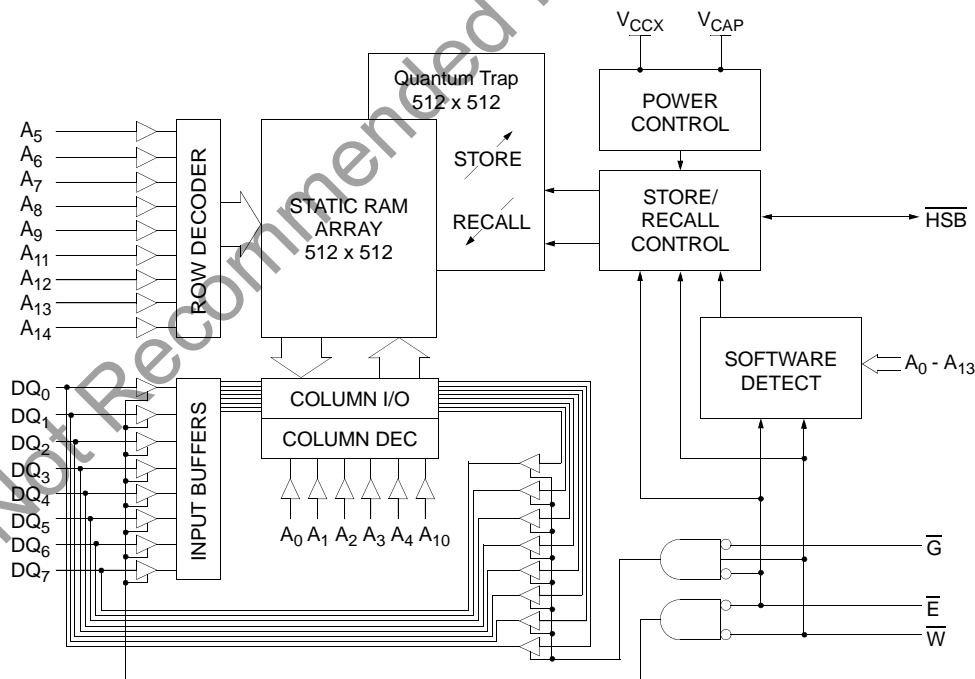 Not Recommended
V_CCX
V_CAP
Quantum Trap
512 x 512
POWER
CONTROL
A5
A6
A7
A8
A9
A11
A12
A13
A14
ROW DECODER
STATIC RAM
ARRAY
512 x 512
STORE
RECALL
STORE/
RECALL
CONTROL
HSB
SOFTWARE
DETECT
A0 - A13
DQ0
DQ1
DQ2
DQ3
DQ4
DQ5
DQ6
DQ7
INPUT BUFFERS
COLUMN I/O
COLUMN DEC
A0 A1 A2 A3 A4 A10
G
E
W